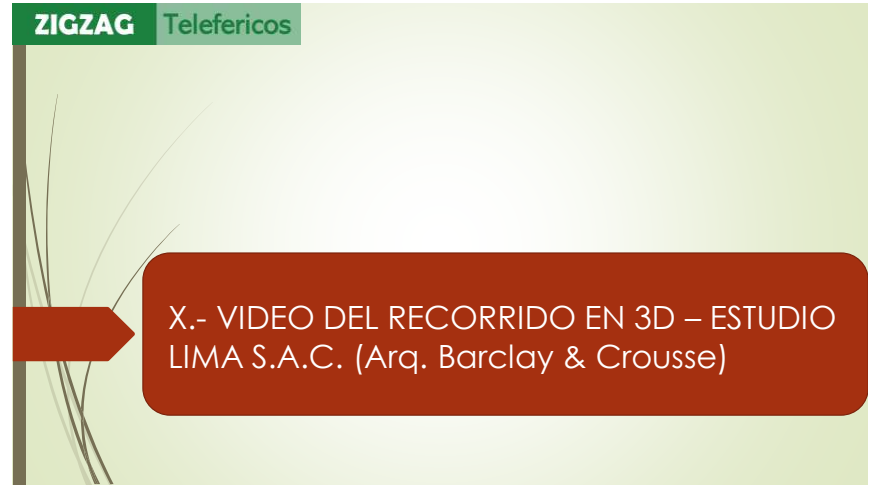 ZIGZAG Telefericos
X.- VIDEO DEL RECORRIDO EN 3D – ESTUDIO
LIMA S.A.C. (Arq. Barclay & Crousse)